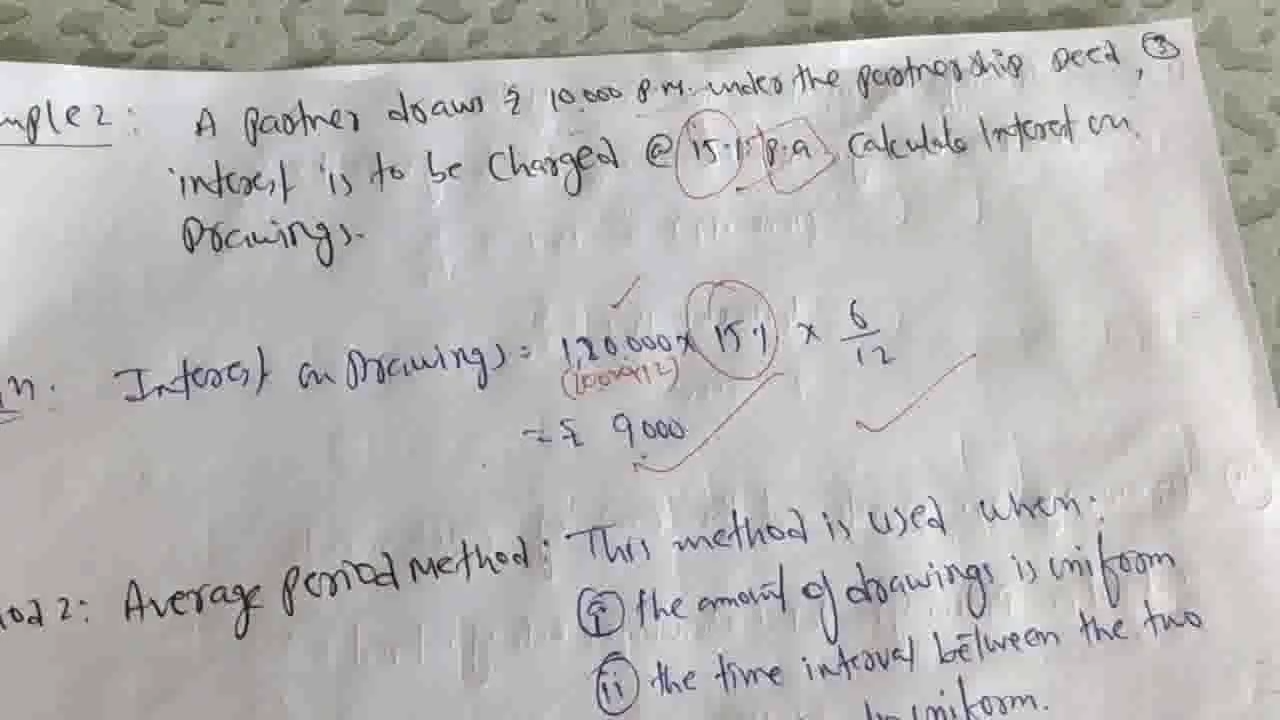 mple 2: A partner draws ₹ 10.000 p.m. under the partnership Deed, ③
interest is to be charged @ 15% p.a, Calculate Interest on
Drawings.
Interest on Drawings = 1,20.000 x 15% x 6/12
(10000x12)
= ₹ 9000
od 2: Average period Method: This method is used when:
(i) the amount of drawings is uniform
(ii) the time interval between the two
uniform.